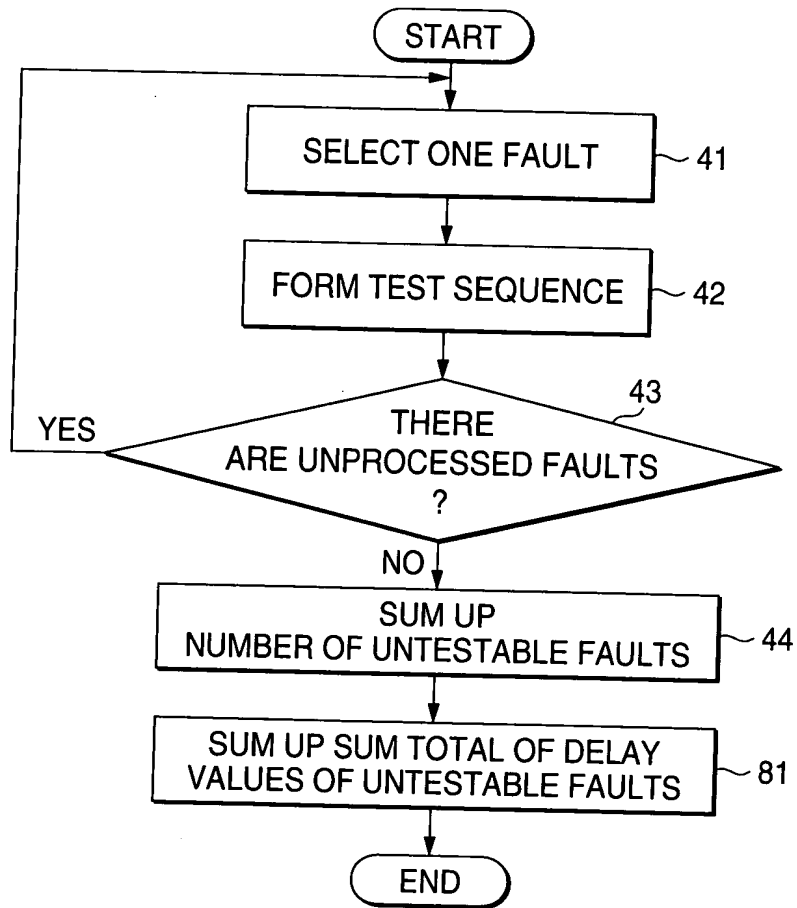 START
SELECT ONE FAULT
41
FORM TEST SEQUENCE
42
43
THERE
ARE UNPROCESSED FAULTS
?
YES
NO
SUM UP
NUMBER OF UNTESTABLE FAULTS
44
SUM UP SUM TOTAL OF DELAY
VALUES OF UNTESTABLE FAULTS
81
END